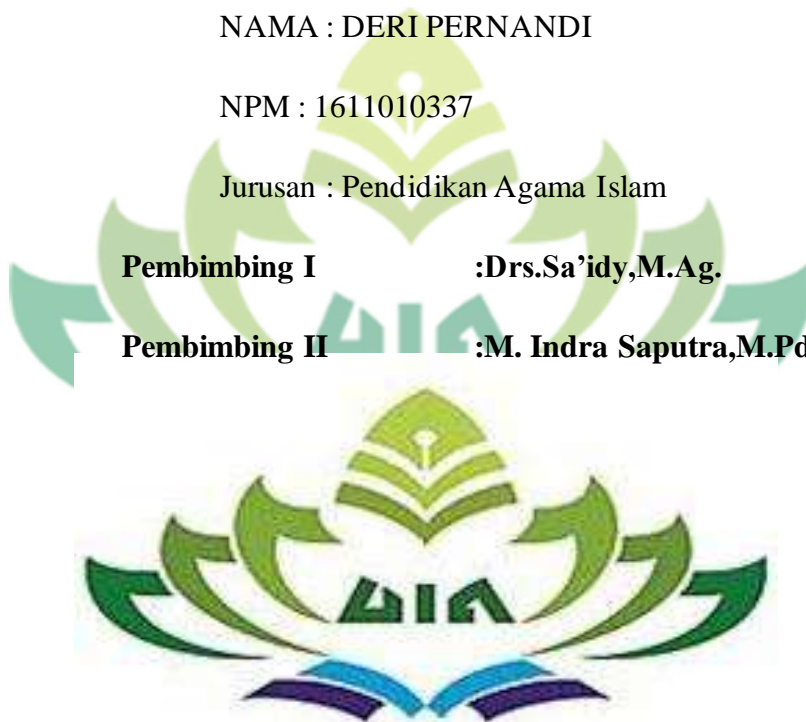 NAMA : DERI PERNANDI
NPM : 1611010337
Jurusan : Pendidikan Agama Islam
Pembimbing I :Drs.Sa’idy,M.Ag.
Pembimbing II :M. Indra Saputra,M.Pd
UIN